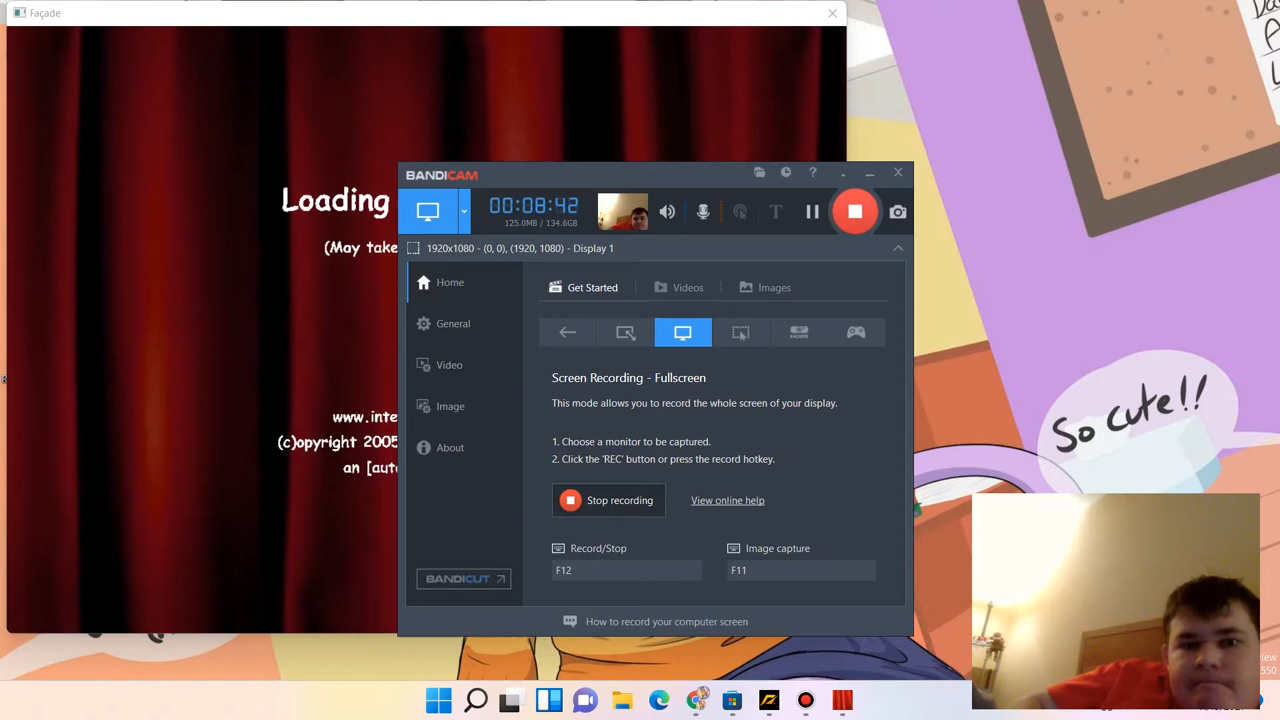 Façade
Loading
(May take
www.inte
(c)opyright 2005
an [aut
BANDICAM
00:08:42
125.0MB / 134.6GB
1920x1080 - (0, 0), (1920, 1080) - Display 1
Home
General
Video
Image
About
BANDICUT
Get Started
Videos
Images
HDMI
Screen Recording - Fullscreen
This mode allows you to record the whole screen of your display.
1. Choose a monitor to be captured.
2. Click the 'REC' button or press the record hotkey.
Stop recording
View online help
Record/Stop
Image capture
F12
F11
How to record your computer screen
So cute!!